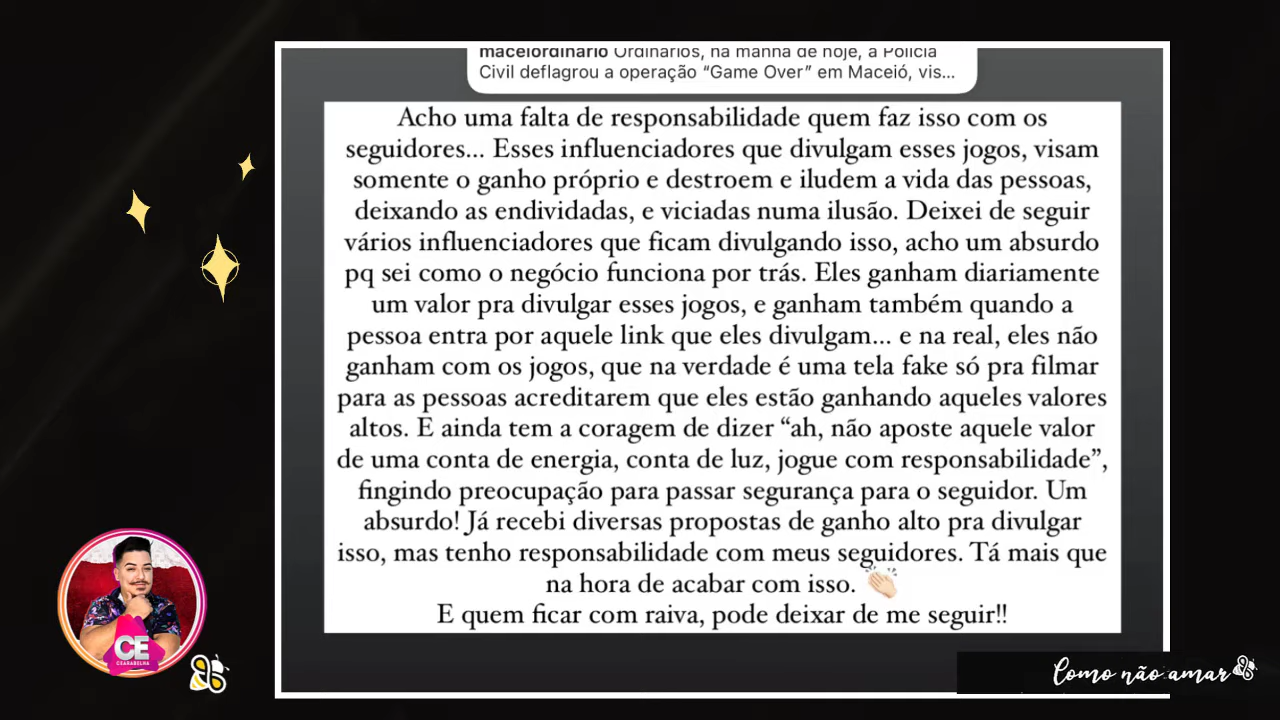 maceiordinario Ordinários, na manhã de hoje, a Polícia
Civil deflagrou a operação “Game Over” em Maceió, vis...
Acho uma falta de responsabilidade quem faz isso com os
seguidores... Esses influenciadores que divulgam esses jogos, visam
somente o ganho próprio e destroem e iludem a vida das pessoas,
deixando as endividadas, e viciadas numa ilusão. Deixei de seguir
vários influenciadores que ficam divulgando isso, acho um absurdo
pq sei como o negócio funciona por trás. Eles ganham diariamente
um valor pra divulgar esses jogos, e ganham também quando a
pessoa entra por aquele link que eles divulgam... e na real, eles não
ganham com os jogos, que na verdade é uma tela fake só pra filmar
para as pessoas acreditarem que eles estão ganhando aqueles valores
altos. E ainda tem a coragem de dizer “ah, não aposte aquele valor
de uma conta de energia, conta de luz, jogue com responsabilidade”,
fingindo preocupação para passar segurança para o seguidor. Um
absurdo! Já recebi diversas propostas de ganho alto pra divulgar
isso, mas tenho responsabilidade com meus seguidores. Tá mais que
na hora de acabar com isso. 👏🏻
E quem ficar com raiva, pode deixar de me seguir!!
CE
CEARABELHA
Como não amar